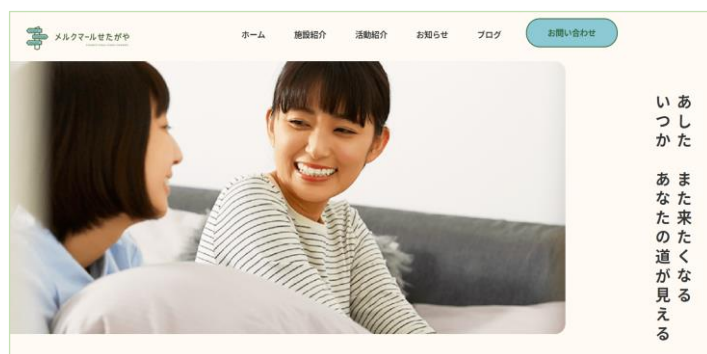 メルクマールせたがや
ホーム
施設紹介
活動紹介
お知らせ
ブログ
お問い合わせ
あした　また来たくなる
いつか　あなたの道が見える